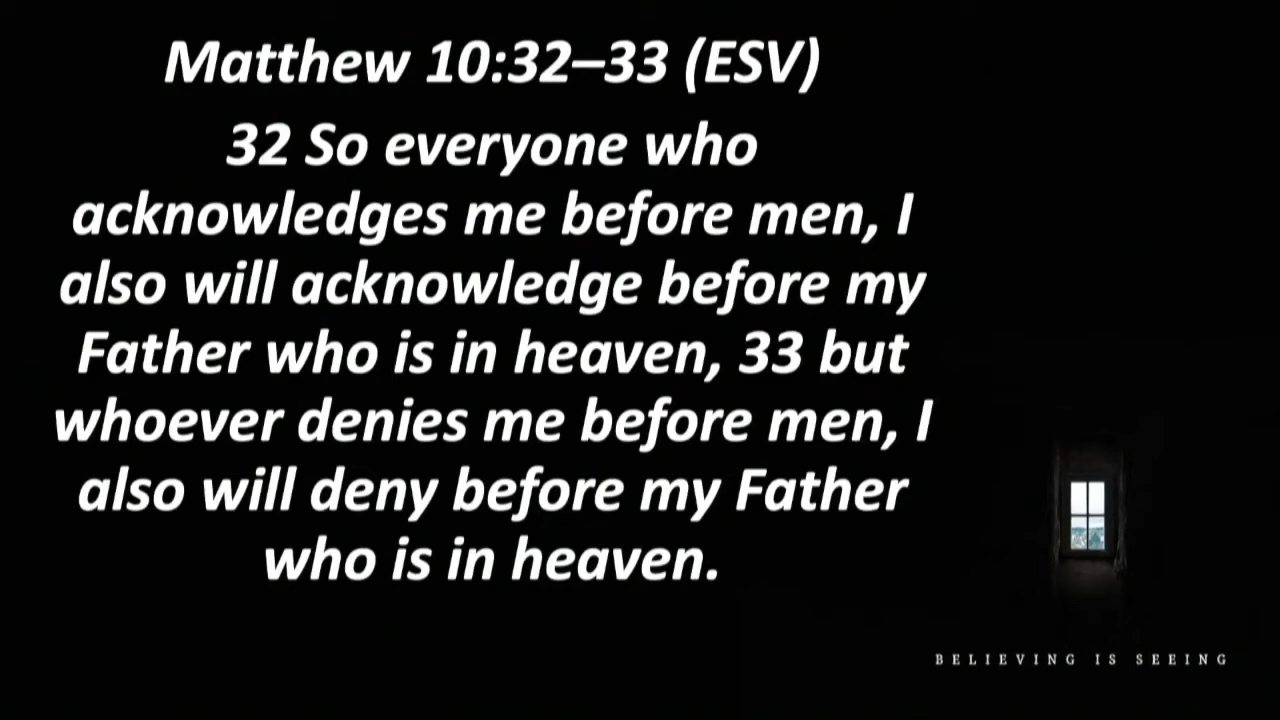 Matthew 10:32–33 (ESV)
32 So everyone who
acknowledges me before men, I
also will acknowledge before my
Father who is in heaven, 33 but
whoever denies me before men, I
also will deny before my Father
who is in heaven.
BELIEVING IS SEEING